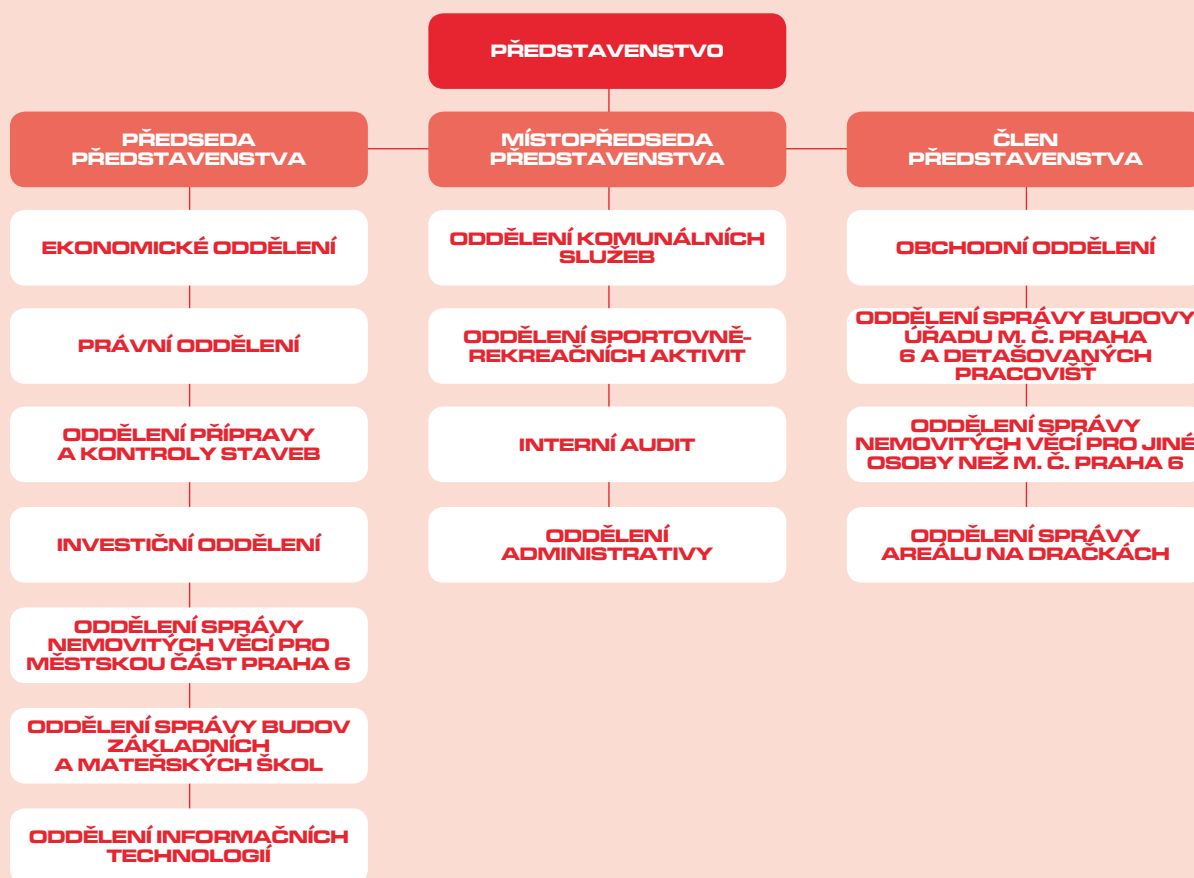 PŘEDSTAVENSTVO
PŘEDSEDA
PŘEDSTAVENSTVA
MÍSTOPŘEDSEDA
PŘEDSTAVENSTVA
ČLEN
PŘEDSTAVENSTVA
EKONOMICKÉ ODDĚLENÍ
PRÁVNÍ ODDĚLENÍ
ODDĚLENÍ PŘÍPRAVY
A KONTROLY STAVEB
INVESTIČNÍ ODDĚLENÍ
ODDĚLENÍ SPRÁVY
NEMOVITÝCH VĚCÍ PRO
MĚSTSKOU ČÁST PRAHA 6
ODDĚLENÍ SPRÁVY BUDOV
ZÁKLADNÍCH
A MATEŘSKÝCH ŠKOL
ODDĚLENÍ INFORMAČNÍCH
TECHNOLOGIÍ
ODDĚLENÍ KOMUNÁLNÍCH
SLUŽEB
ODDĚLENÍ SPORTOVNĚ-
REKREAČNÍCH AKTIVIT
INTERNÍ AUDIT
ODDĚLENÍ
ADMINISTRATIVY
OBCHODNÍ ODDĚLENÍ
ODDĚLENÍ SPRÁVY BUDOVY
ÚŘADU M. Č. PRAHA
6 A DETAŠOVANÝCH
PRACOVIŠŤ
ODDĚLENÍ SPRÁVY
NEMOVITÝCH VĚCÍ PRO JINÉ
OSOBY NEŽ M. Č. PRAHA 6
ODDĚLENÍ SPRÁVY
AREÁLU NA DRAČKÁCH